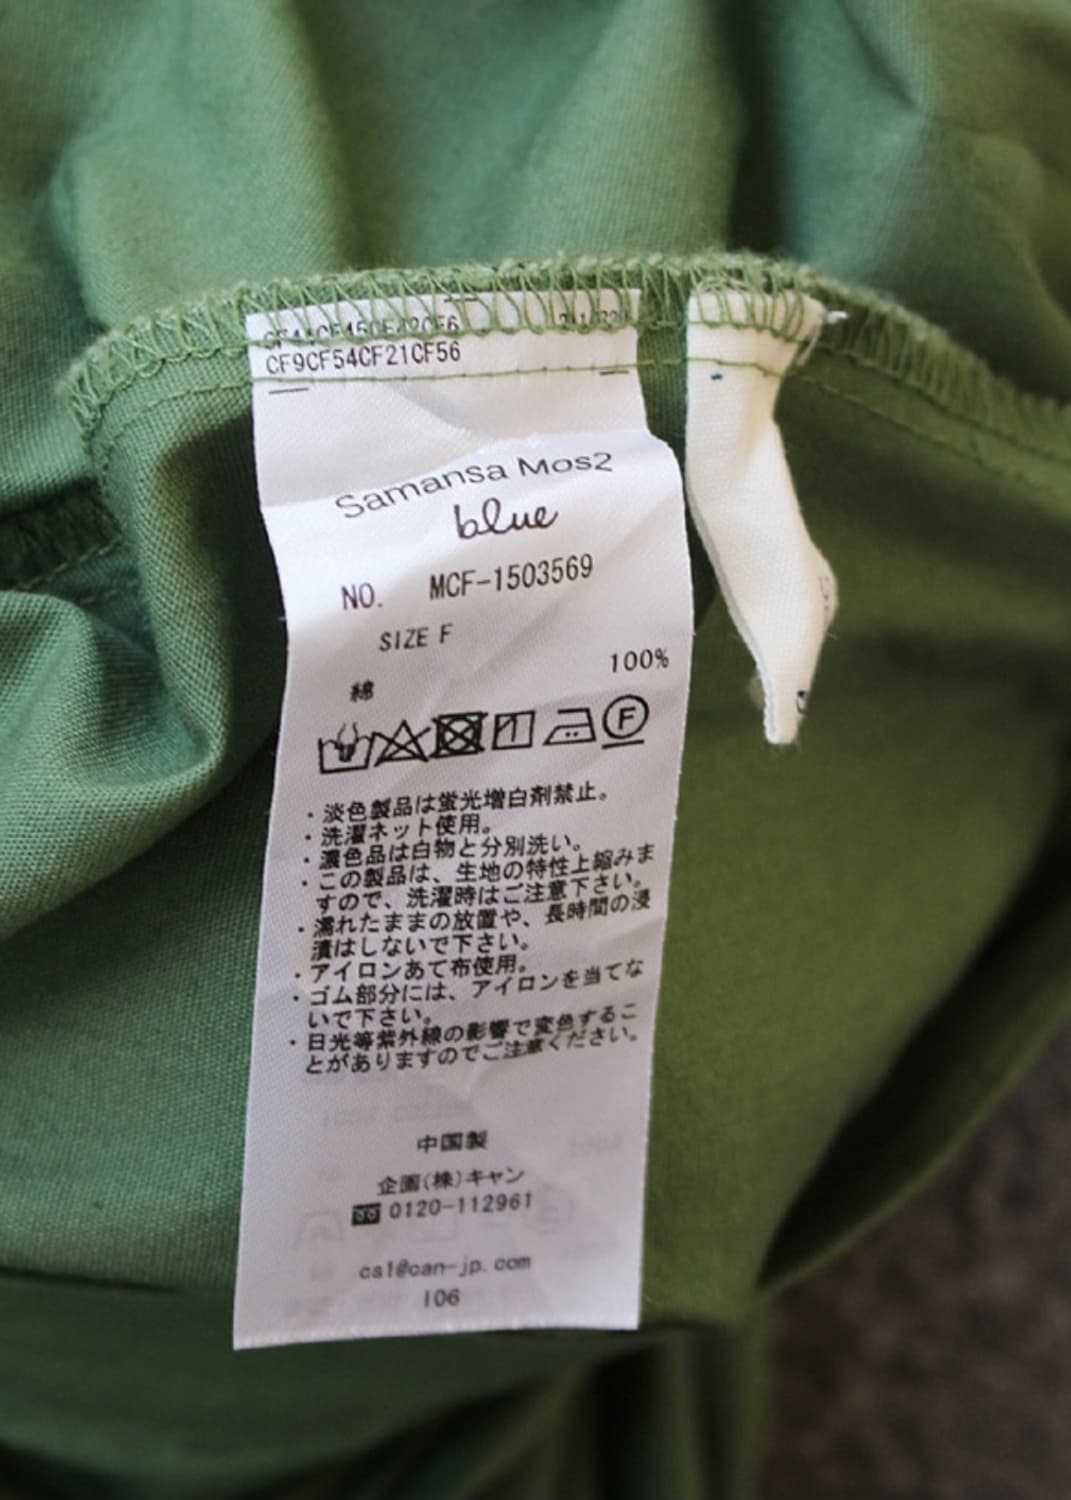 CF9CF54CF21CF56
Samansa Mos2
blue
NO. MCF-1503569
SIZE F
綿 100%
F
・淡色製品は蛍光増白剤禁止。
・洗濯ネット使用。
・濃色品は白物と分別洗い。
・この製品は、生地の特性上縮みま
すので、洗濯時はご注意下さい。
・濡れたままの放置や、長時間の浸
漬はしないで下さい。
・アイロンあて布使用。
・ゴム部分には、アイロンを当てな
いで下さい。
・日光等紫外線の影響で変色するこ
とがありますのでご注意ください。
中国製
企画(株)キャン
0120-112961
cs1@can-jp.com
I06